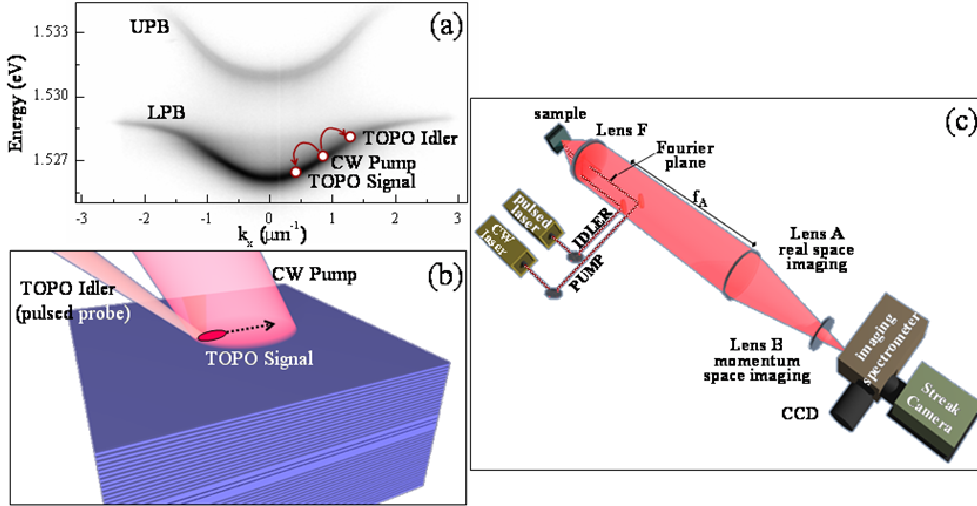 (a)
UPB
LPB
TOPO Idler
CW Pump
TOPO Signal
Energy (eV)
1.533
1.530
1.527
-3
-2
-1
0
1
2
3
k_x (μm⁻¹)
(b)
CW Pump
TOPO Idler
(pulsed probe)
TOPO Signal
(c)
sample
Lens F
Fourier
plane
f_A
pulsed
laser
CW
laser
IDLER
PUMP
Lens A
real space
imaging
Lens B
momentum
space imaging
imaging
spectrometer
CCD
Streak
Camera